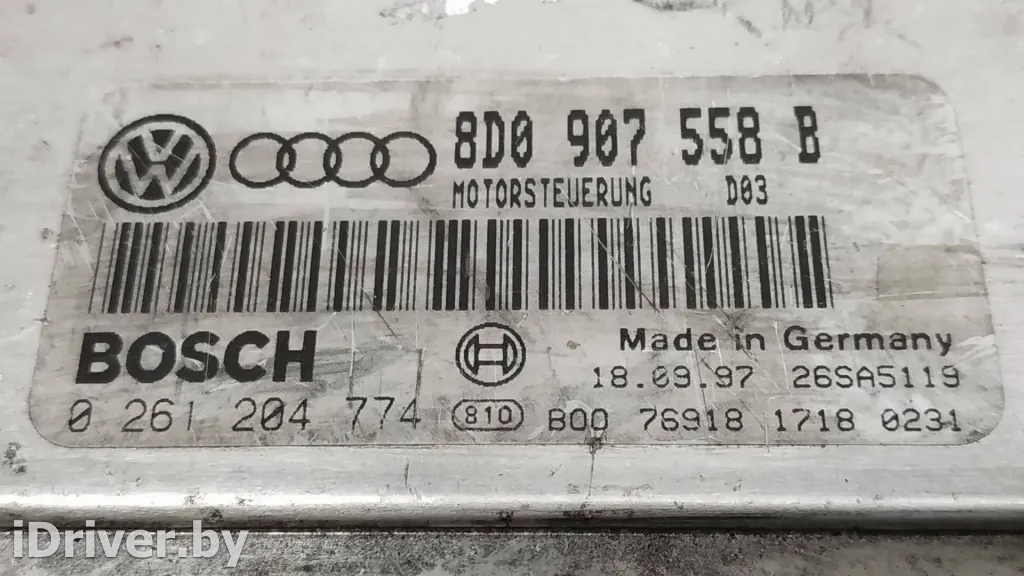 8D0 907 558 B
MOTORSTEUERUNG D03
BOSCH
Made in Germany
18.09.97 26SA5119
0 261 204 774 810 B00 76918 1718 0231
iDriver.by